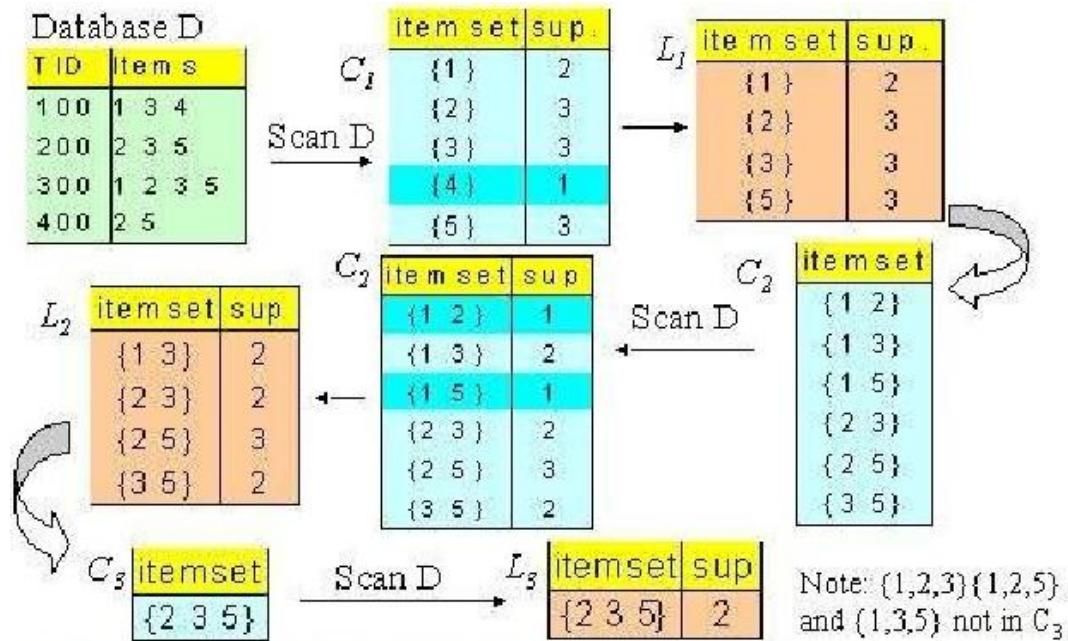 Database D
TID Items
100 1 3 4
200 2 3 5
300 1 2 3 5
400 2 5
Scan D
C1
itemset sup.
{1} 2
{2} 3
{3} 3
{4} 1
{5} 3
L1
itemset sup.
{1} 2
{2} 3
{3} 3
{5} 3
C2
itemset
{1 2}
{1 3}
{1 5}
{2 3}
{2 5}
{3 5}
Scan D
C2
itemset sup
{1 2} 1
{1 3} 2
{1 5} 1
{2 3} 2
{2 5} 3
{3 5} 2
L2
itemset sup
{1 3} 2
{2 3} 2
{2 5} 3
{3 5} 2
C3
itemset
{2 3 5}
Scan D
L3
itemset sup
{2 3 5} 2
Note: {1,2,3}{1,2,5}
and {1,3,5} not in C3